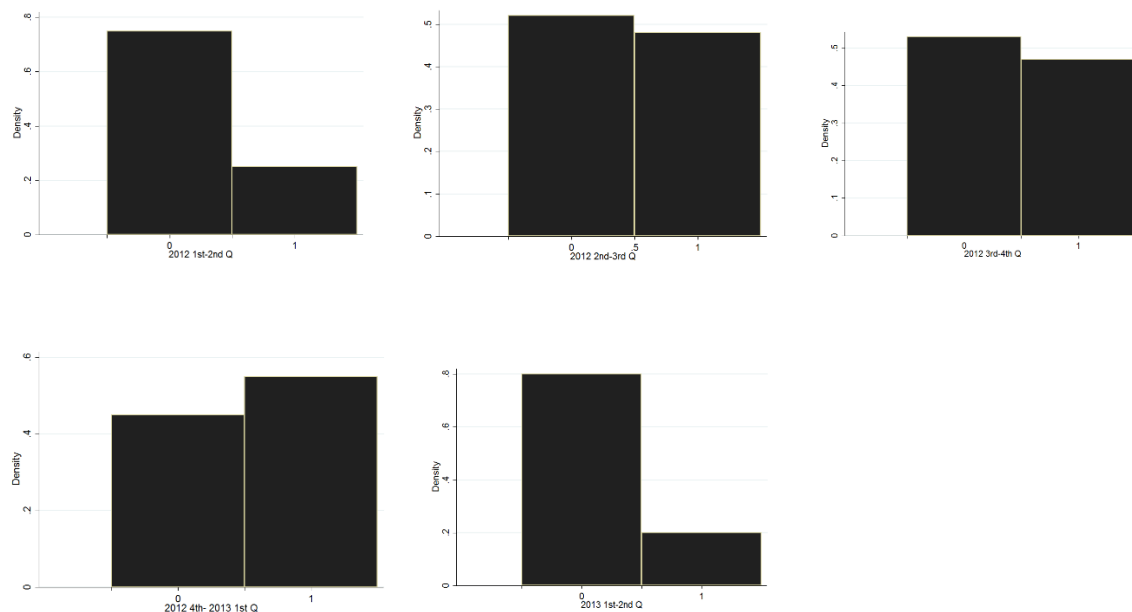 .8
.6
.4
.2
0
Density
0 1
2012 1st-2nd Q
.5
.4
.3
.2
.1
0
Density
0 .5 1
2012 2nd-3rd Q
.5
.4
.3
.2
.1
0
Density
0 1
2012 3rd-4th Q
.6
.4
.2
0
Density
0 1
2012 4th- 2013 1st Q
.8
.6
.4
.2
0
Density
0 1
2013 1st-2nd Q